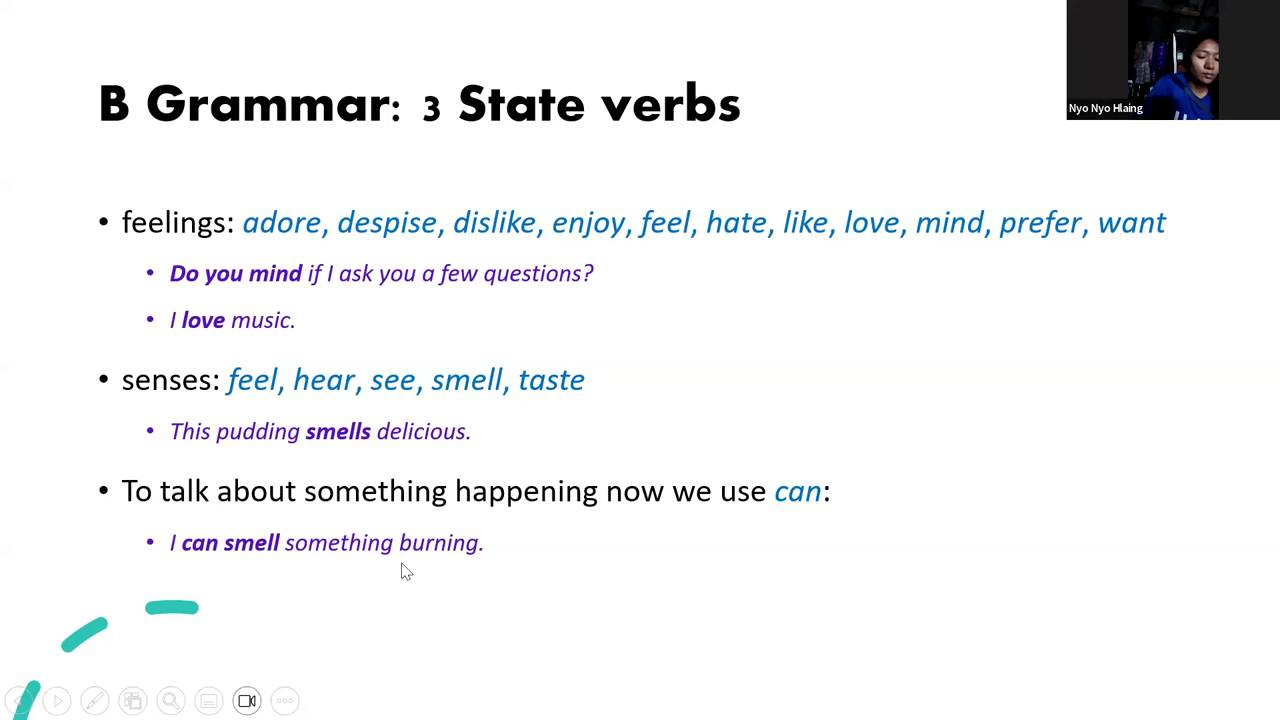 Nyo Nyo Hlaing
B Grammar: 3 State verbs
• feelings: adore, despise, dislike, enjoy, feel, hate, like, love, mind, prefer, want
• Do you mind if I ask you a few questions?
• I love music.
• senses: feel, hear, see, smell, taste
• This pudding smells delicious.
• To talk about something happening now we use can:
• I can smell something burning.